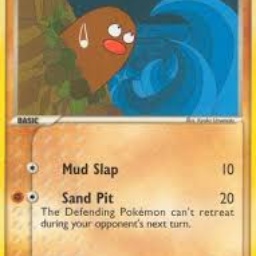 BASIC
Mud Slap 10
Sand Pit 20
The Defending Pokémon can't retreat
during your opponent's next turn.